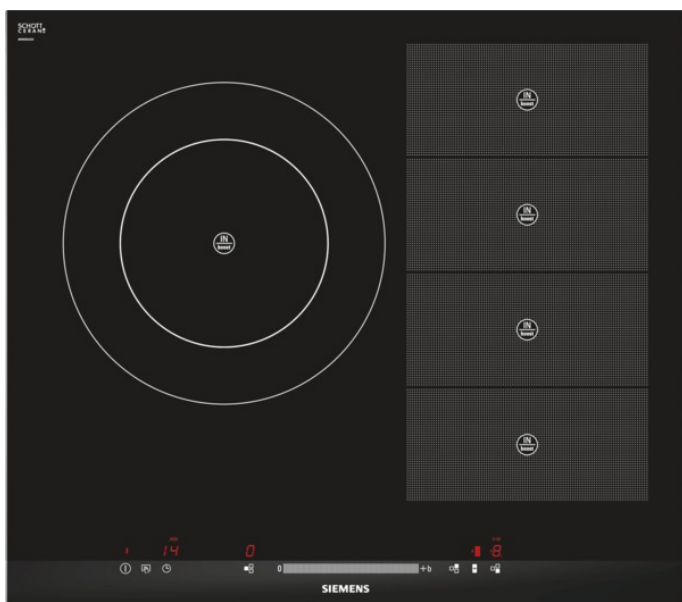 SCHOTT
CERAN®
IN
boost
IN
boost
IN
boost
IN
boost
IN
boost
14
0
8.
0
+b
SIEMENS